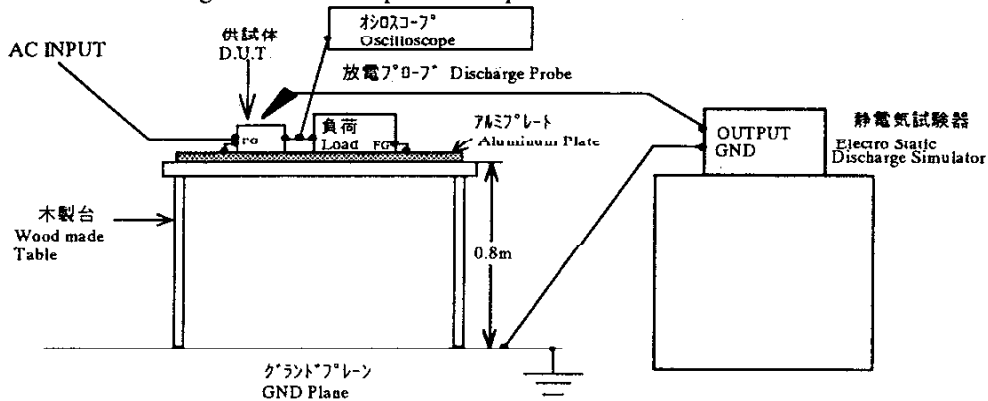 オシロスコープ
Oscilloscope
供試体
D.U.T.
AC INPUT
放電プローブ Discharge Probe
負荷
Load FG
FG
アルミプレート
Aluminum Plate
OUTPUT
GND
静電気試験器
Electro Static
Discharge Simulator
木製台
Wood made
Table
0.8m
グランドプレーン
GND Plane